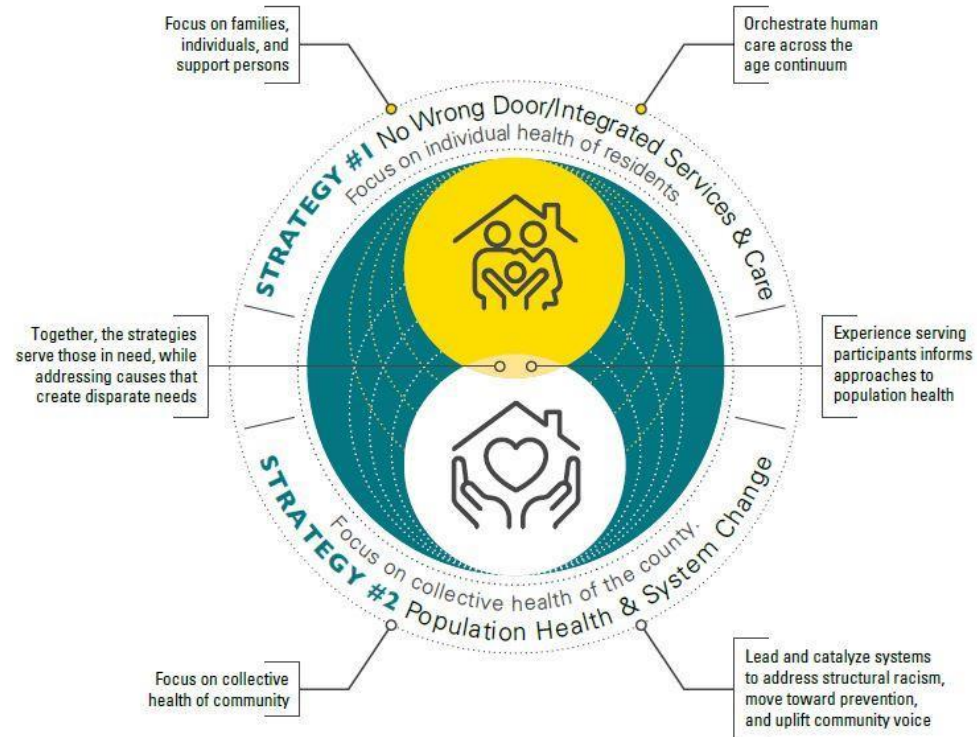 Focus on families,
individuals, and
support persons
Orchestrate human
care across the
age continuum
STRATEGY #1 No Wrong Door/Integrated Services & Care
Focus on individual health of residents.
Together, the strategies
serve those in need, while
addressing causes that
create disparate needs
Experience serving
participants informs
approaches to
population health
Focus on collective health of the county.
STRATEGY #2 Population Health & System Change
Focus on collective
health of community
Lead and catalyze systems
to address structural racism,
move toward prevention,
and uplift community voice